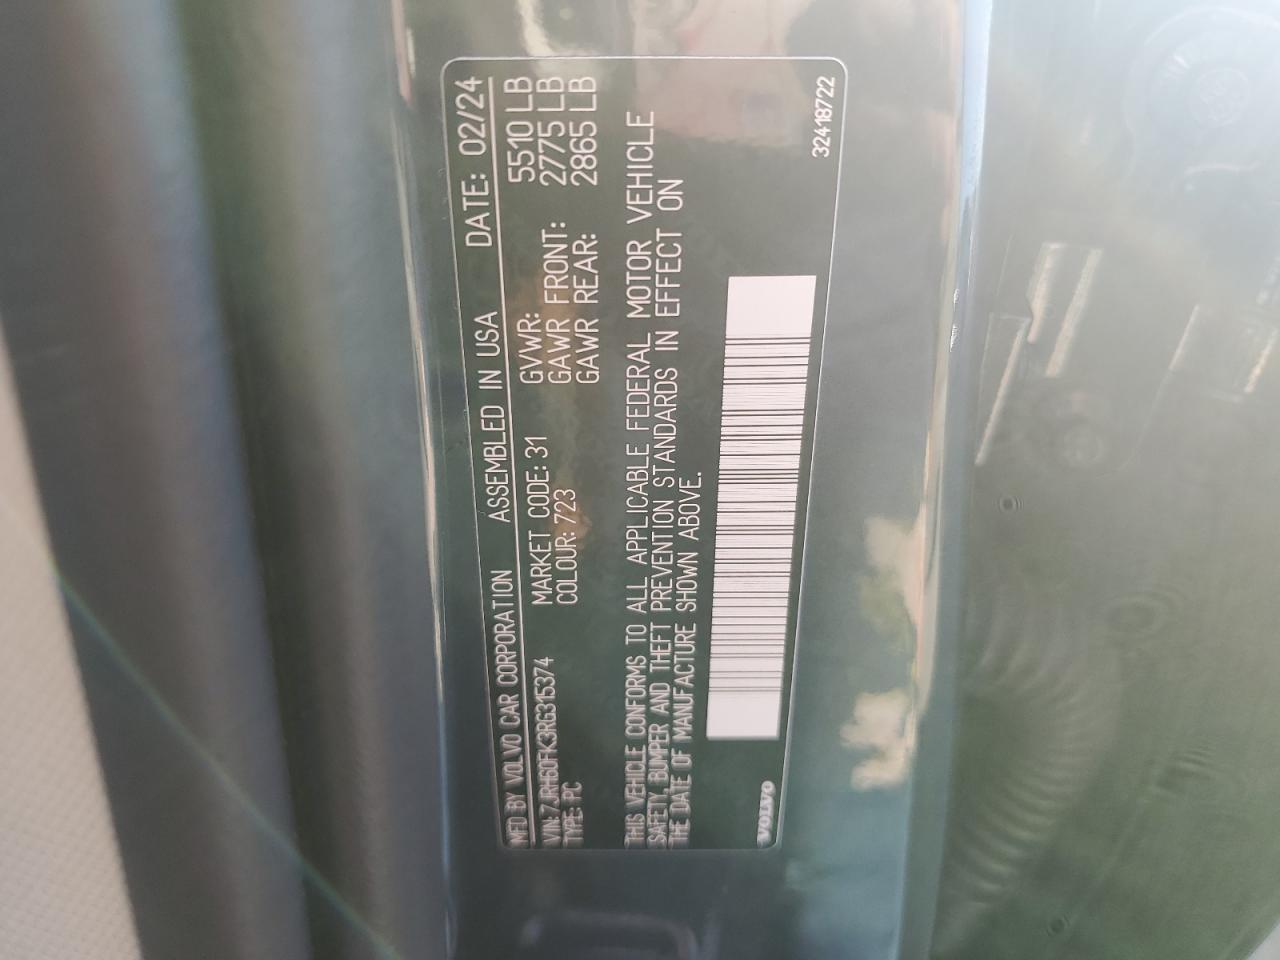 MFD BY VOLVO CAR CORPORATION ASSEMBLED IN USA DATE: 02/24
VIN: 7JRH60FK3RG315374 MARKET CODE: 31 GVWR: 5510 LB
TYPE: PC COLOUR: 723 GAWR FRONT: 2775 LB
GAWR REAR: 2865 LB
THIS VEHICLE CONFORMS TO ALL APPLICABLE FEDERAL MOTOR VEHICLE
SAFETY, BUMPER AND THEFT PREVENTION STANDARDS IN EFFECT ON
THE DATE OF MANUFACTURE SHOWN ABOVE.
VOLVO 32418722